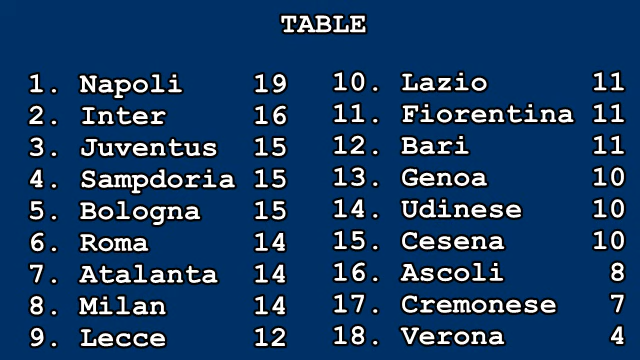 TABLE
1. Napoli 19
2. Inter 16
3. Juventus 15
4. Sampdoria 15
5. Bologna 15
6. Roma 14
7. Atalanta 14
8. Milan 14
9. Lecce 12
10. Lazio 11
11. Fiorentina 11
12. Bari 11
13. Genoa 10
14. Udinese 10
15. Cesena 10
16. Ascoli 8
17. Cremonese 7
18. Verona 4